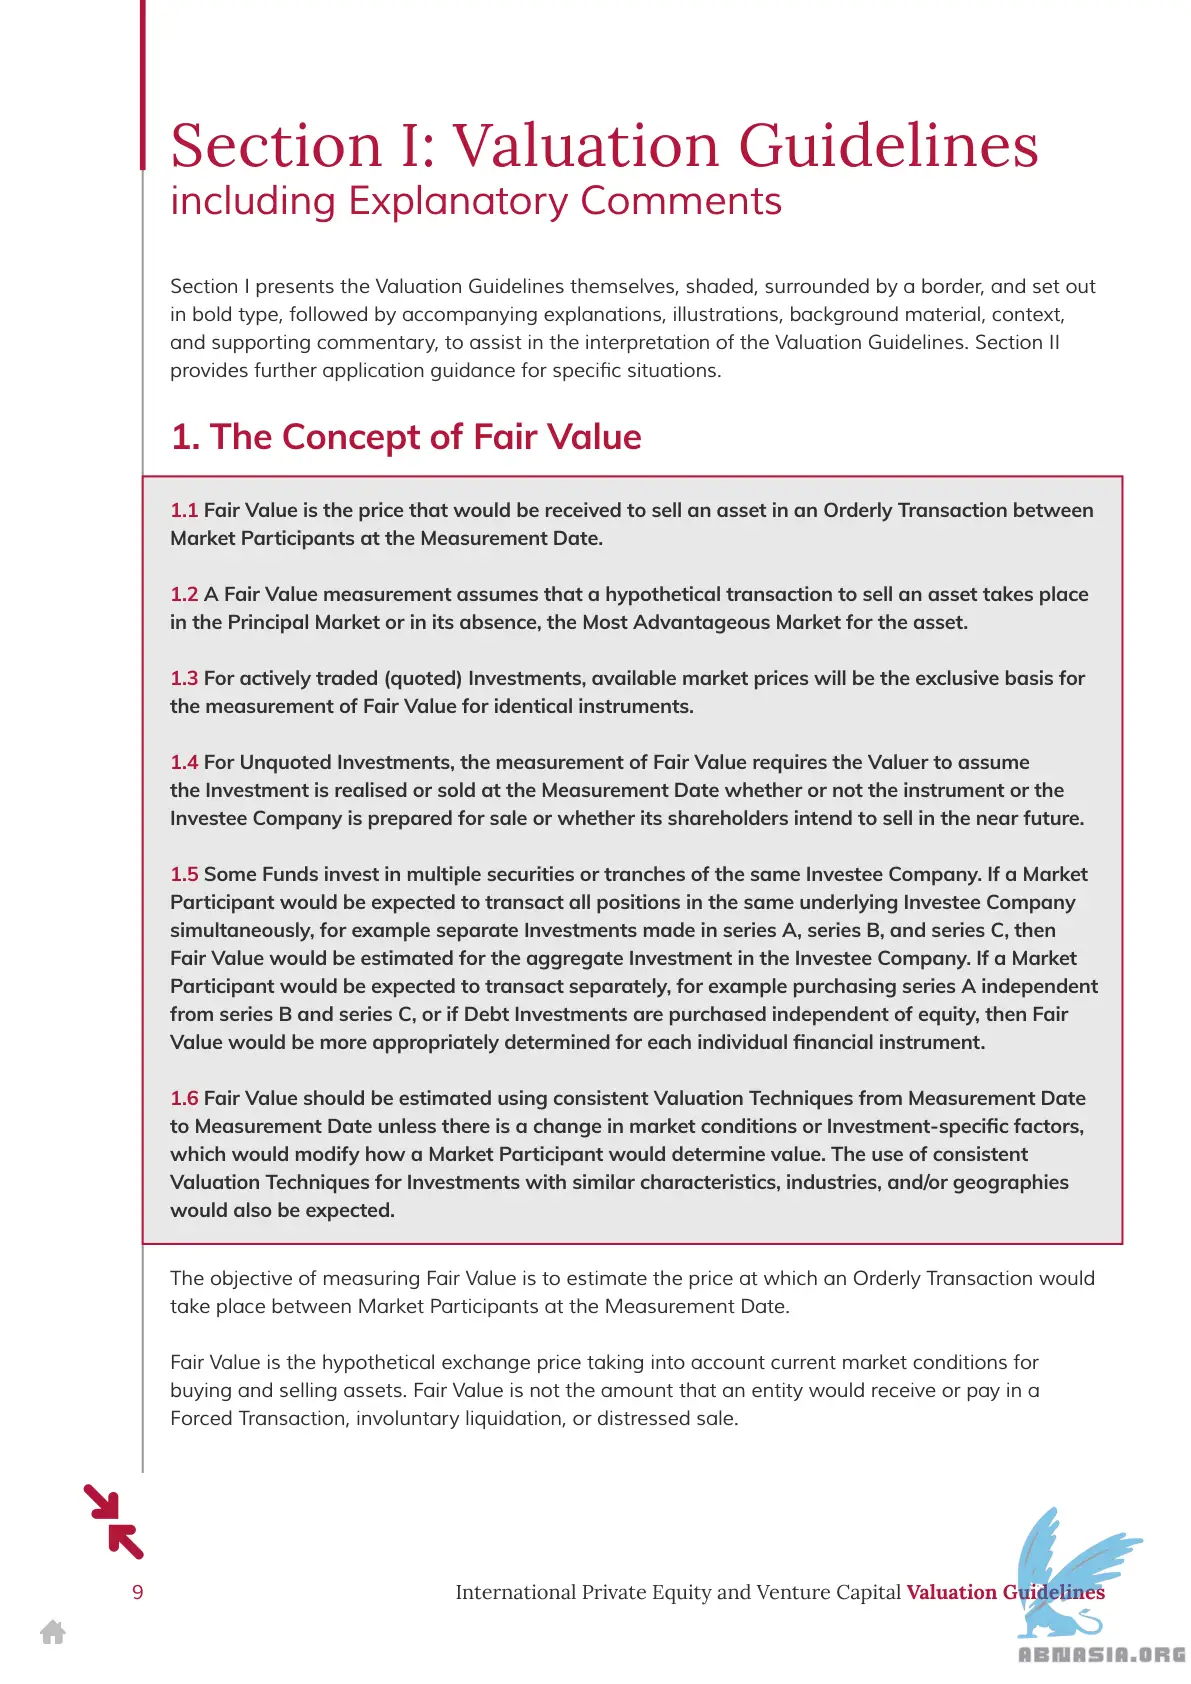 Section I: Valuation Guidelines
including Explanatory Comments
Section I presents the Valuation Guidelines themselves, shaded, surrounded by a border, and set out
in bold type, followed by accompanying explanations, illustrations, background material, context,
and supporting commentary, to assist in the interpretation of the Valuation Guidelines. Section II
provides further application guidance for specific situations.
1. The Concept of Fair Value
1.1 Fair Value is the price that would be received to sell an asset in an Orderly Transaction between
Market Participants at the Measurement Date.
1.2 A Fair Value measurement assumes that a hypothetical transaction to sell an asset takes place
in the Principal Market or in its absence, the Most Advantageous Market for the asset.
1.3 For actively traded (quoted) Investments, available market prices will be the exclusive basis for
the measurement of Fair Value for identical instruments.
1.4 For Unquoted Investments, the measurement of Fair Value requires the Valuer to assume
the Investment is realised or sold at the Measurement Date whether or not the instrument or the
Investee Company is prepared for sale or whether its shareholders intend to sell in the near future.
1.5 Some Funds invest in multiple securities or tranches of the same Investee Company. If a Market
Participant would be expected to transact all positions in the same underlying Investee Company
simultaneously, for example separate Investments made in series A, series B, and series C, then
Fair Value would be estimated for the aggregate Investment in the Investee Company. If a Market
Participant would be expected to transact separately, for example purchasing series A independent
from series B and series C, or if Debt Investments are purchased independent of equity, then Fair
Value would be more appropriately determined for each individual financial instrument.
1.6 Fair Value should be estimated using consistent Valuation Techniques from Measurement Date
to Measurement Date unless there is a change in market conditions or Investment-specific factors,
which would modify how a Market Participant would determine value. The use of consistent
Valuation Techniques for Investments with similar characteristics, industries, and/or geographies
would also be expected.
The objective of measuring Fair Value is to estimate the price at which an Orderly Transaction would
take place between Market Participants at the Measurement Date.
Fair Value is the hypothetical exchange price taking into account current market conditions for
buying and selling assets. Fair Value is not the amount that an entity would receive or pay in a
Forced Transaction, involuntary liquidation, or distressed sale.
9
International Private Equity and Venture Capital Valuation Guidelines
ABNASIA.ORG